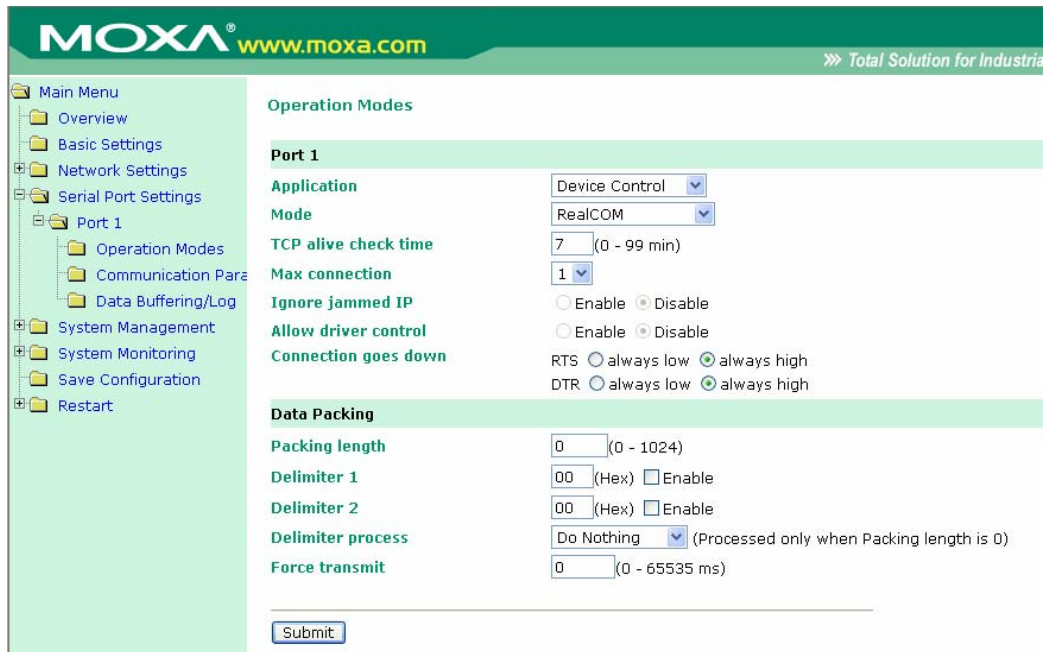 MOXA® www.moxa.com
Total Solution for Industria
Main Menu
Overview
Basic Settings
Network Settings
Serial Port Settings
Port 1
Operation Modes
Communication Para
Data Buffering/Log
System Management
System Monitoring
Save Configuration
Restart
Operation Modes
Port 1
Application Device Control
Mode RealCOM
TCP alive check time 7 (0 - 99 min)
Max connection 1
Ignore jammed IP Enable Disable
Allow driver control Enable Disable
Connection goes down RTS always low always high
DTR always low always high
Data Packing
Packing length 0 (0 - 1024)
Delimiter 1 00 (Hex) Enable
Delimiter 2 00 (Hex) Enable
Delimiter process Do Nothing (Processed only when Packing length is 0)
Force transmit 0 (0 - 65535 ms)
Submit